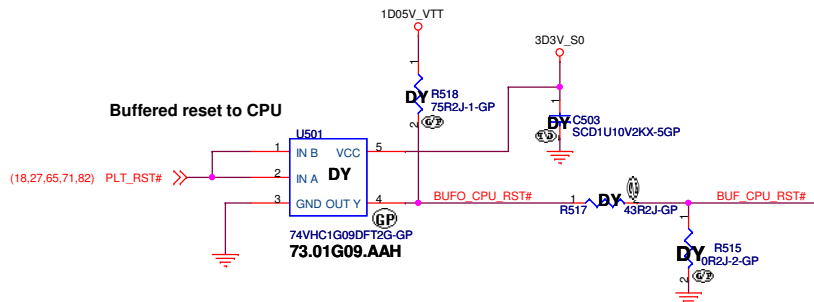 1D05V_VTT
3D3V_S0
1
DY R518
75R2J-1-GP
2
1
DY C503
SCD1U10V2KX-5GP
2
Buffered reset to CPU
U501
1 IN B VCC 5
(18,27,65,71,82) PLT_RST#
2 IN A DY
3 GND OUT Y 4
GP
BUFO_CPU_RST#
1 DY
R517 43R2J-GP
BUF_CPU_RST#
74VHC1G09DFT2G-GP
73.01G09.AAH
1
DY R515
0R2J-2-GP
2